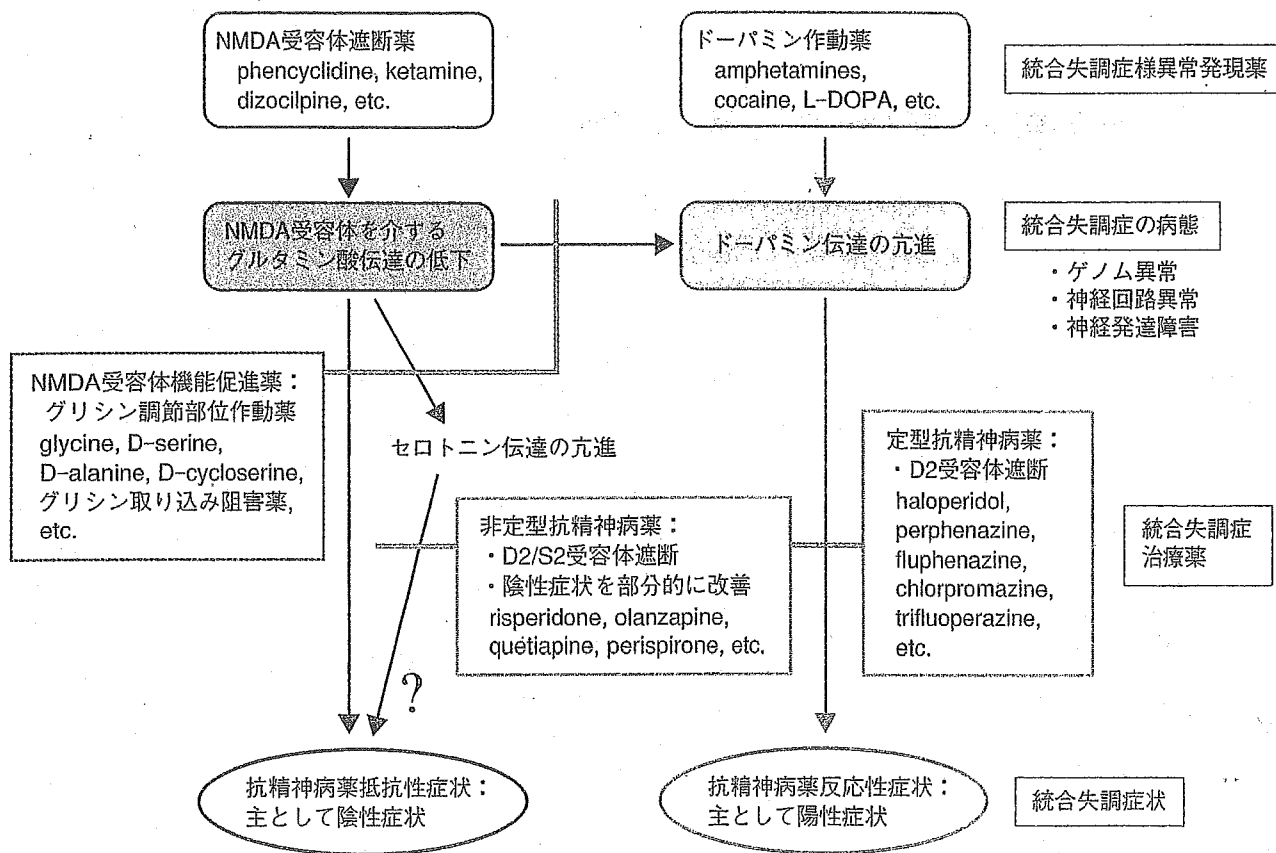 NMDA受容体遮断薬
phencyclidine, ketamine,
dizocilpine, etc.
ドーパミン作動薬
amphetamines,
cocaine, L-DOPA, etc.
統合失調症様異常発現薬
NMDA受容体を介する
グルタミン酸伝達の低下
ドーパミン伝達の亢進
統合失調症の病態
・ゲノム異常
・神経回路異常
・神経発達障害
NMDA受容体機能促進薬：
グリシン調節部位作動薬
glycine, D-serine,
D-alanine, D-cycloserine,
グリシン取り込み阻害薬,
etc.
セロトニン伝達の亢進
非定型抗精神病薬：
・D2/S2受容体遮断
・陰性症状を部分的に改善
risperidone, olanzapine,
quetiapine, perispirone, etc.
定型抗精神病薬：
・D2受容体遮断
haloperidol,
perphenazine,
fluphenazine,
chlorpromazine,
trifluoperazine,
etc.
統合失調症
治療薬
?
抗精神病薬抵抗性症状：
主として陰性症状
抗精神病薬反応性症状：
主として陽性症状
統合失調症状